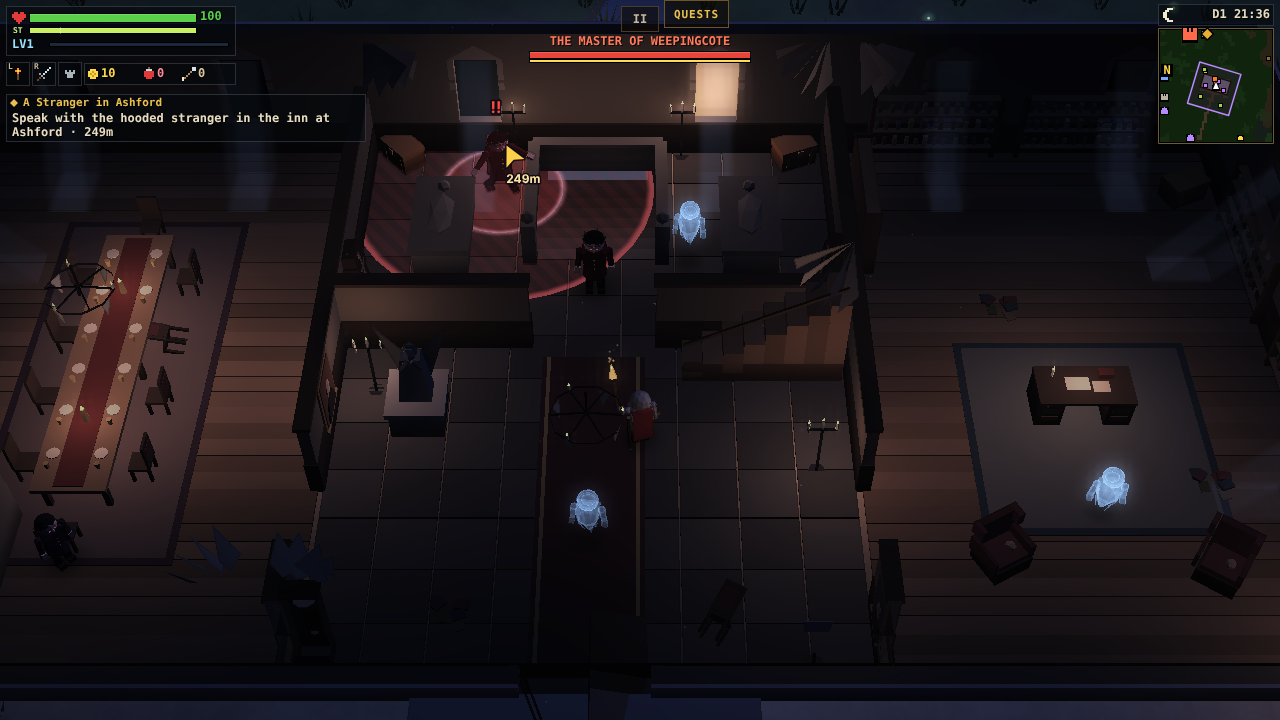 100
ST
LV1
L
R
10
0
0
A Stranger in Ashford
Speak with the hooded stranger in the inn at
Ashford · 249m
II
QUESTS
THE MASTER OF WEEPINGCOTE
!!
249m
D1 21:36
N